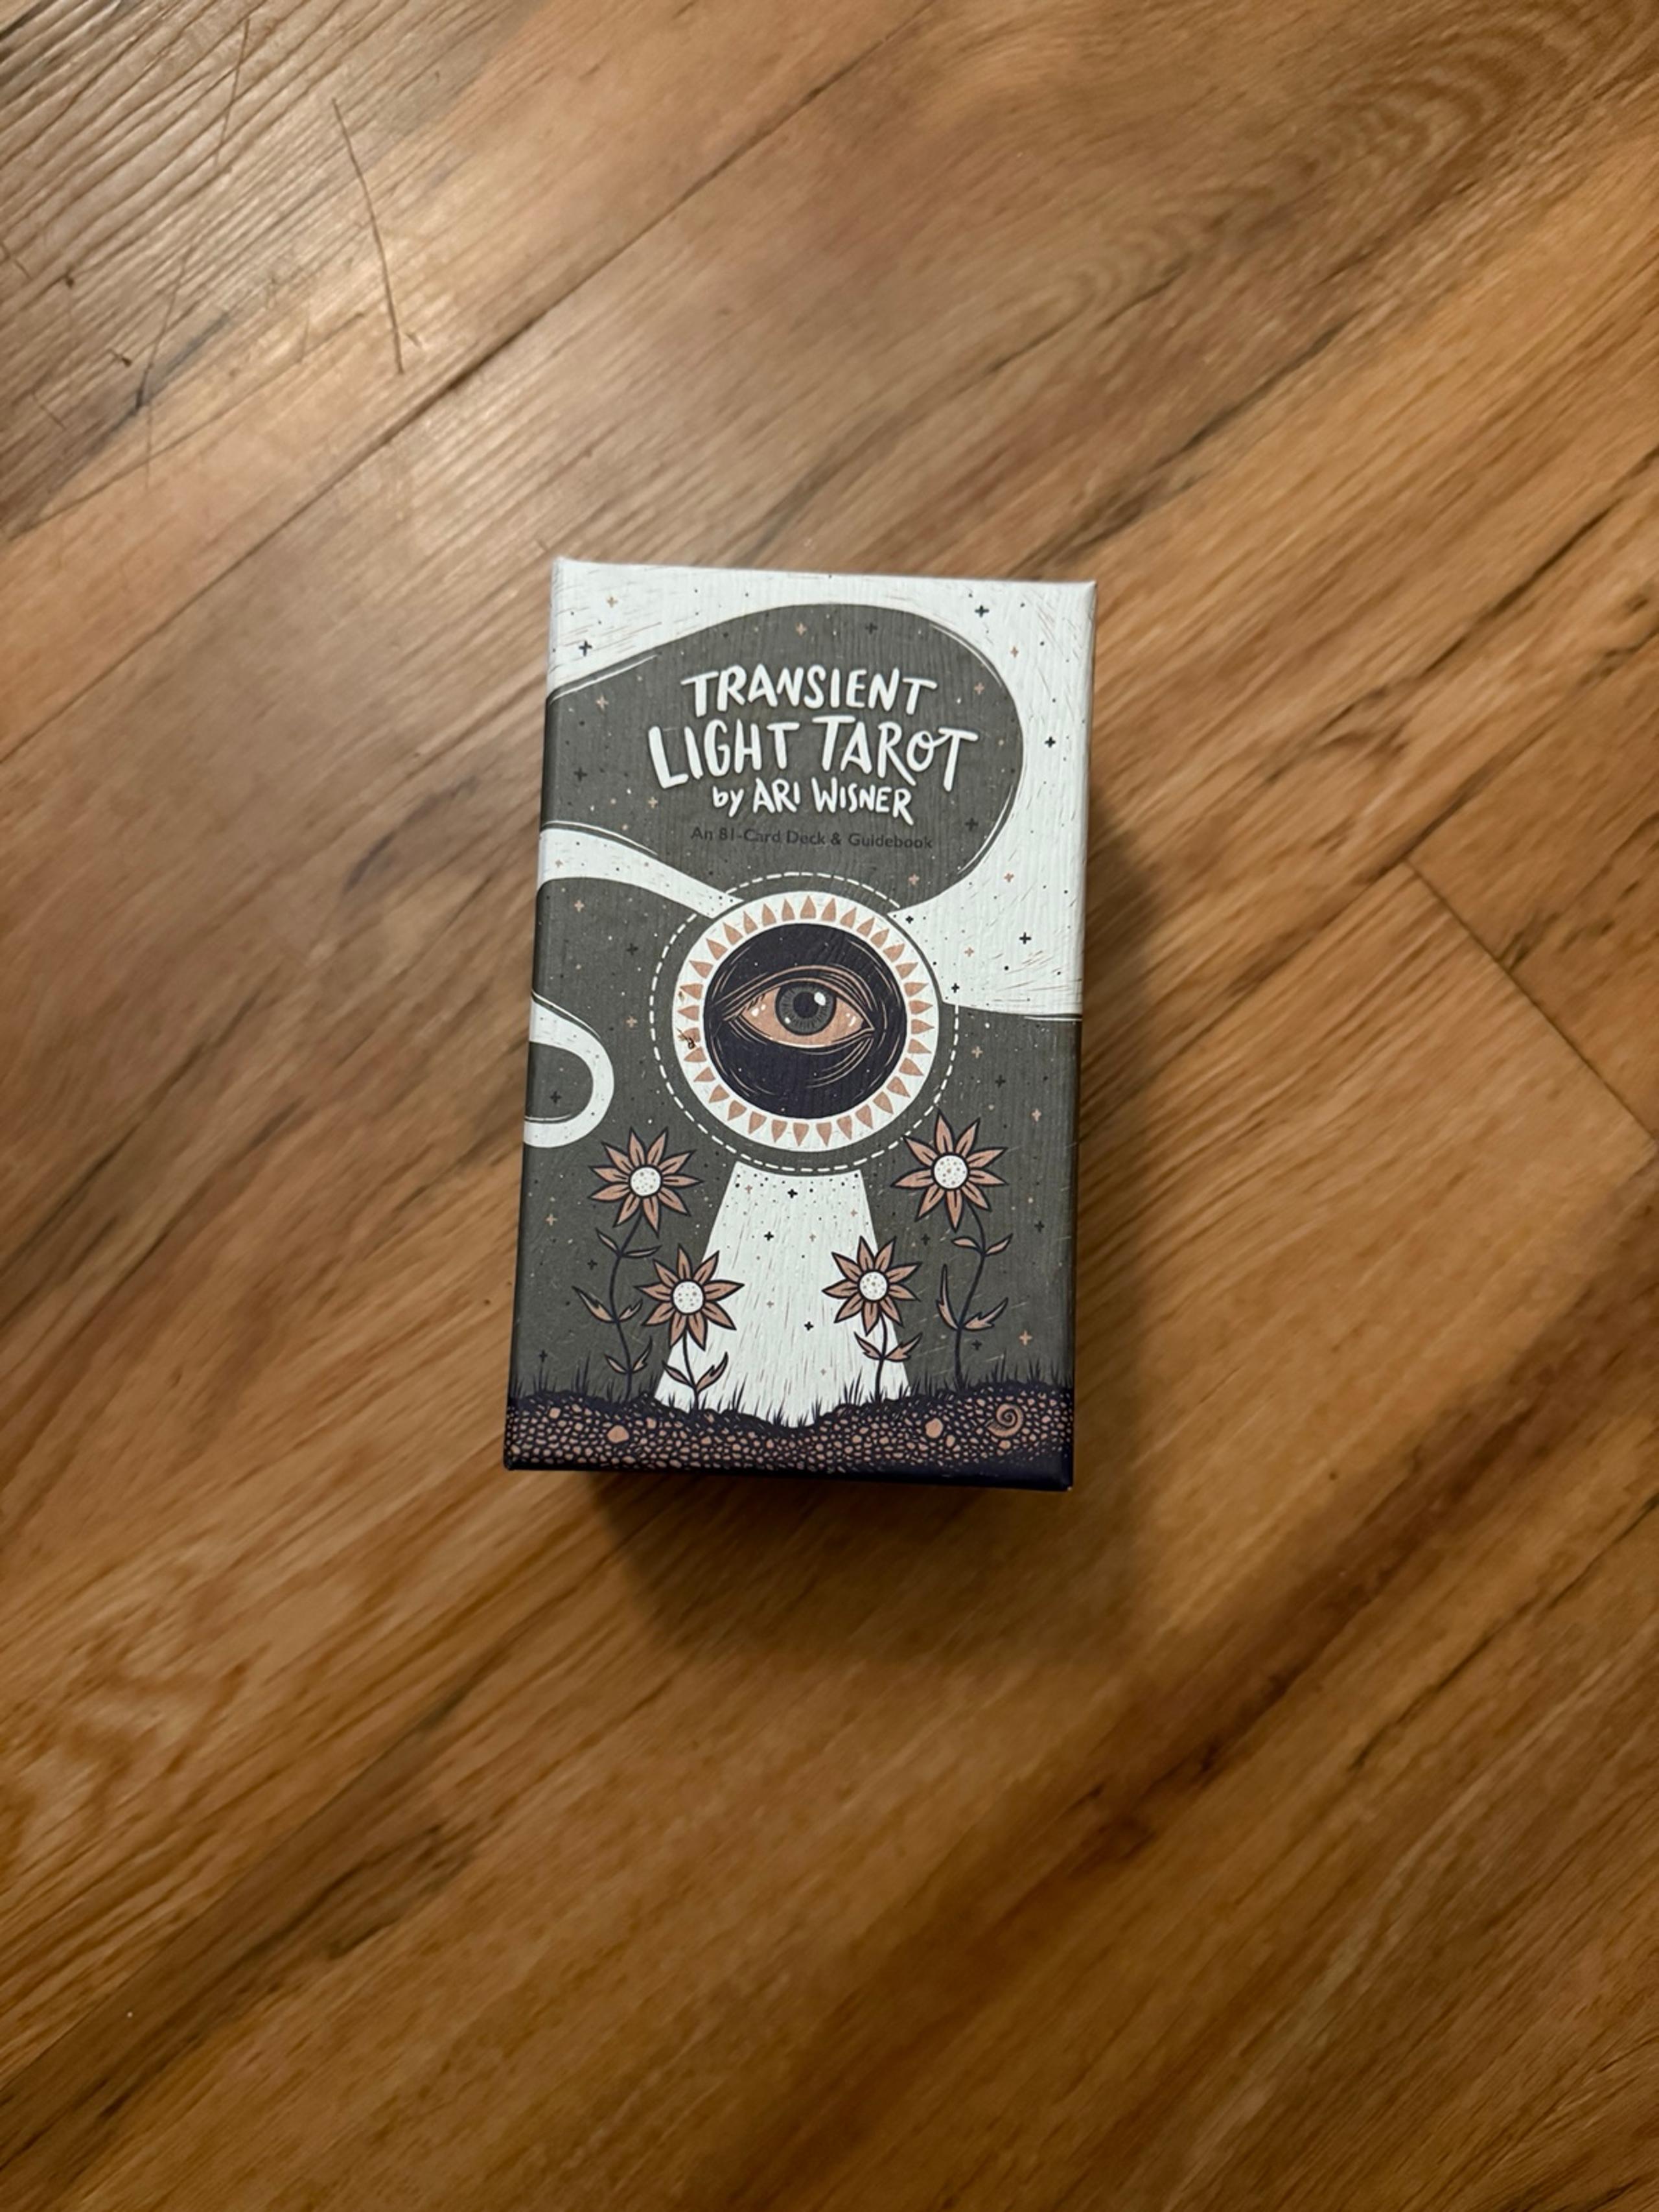 TRANSIENT
LIGHT TAROT
by ARI WISNER
An 81-Card Deck & Guidebook